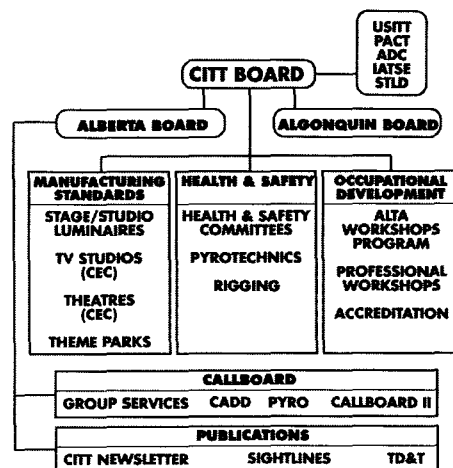 USITT
PACT
ADC
IATSE
STLD
CITT BOARD
ALBERTA BOARD
ALGONQUIN BOARD
MANUFACTURING
STANDARDS
STAGE/STUDIO
LUMINAIRES
TV STUDIOS
(CEC)
THEATRES
(CEC)
THEME PARKS
HEALTH & SAFETY
HEALTH & SAFETY
COMMITTEES
PYROTECHNICS
RIGGING
OCCUPATIONAL
DEVELOPMENT
ALTA
WORKSHOPS
PROGRAM
PROFESSIONAL
WORKSHOPS
ACCREDITATION
CALLBOARD
GROUP SERVICES CADD PYRO CALLBOARD II
PUBLICATIONS
CITT NEWSLETTER SIGHTLINES TD&T